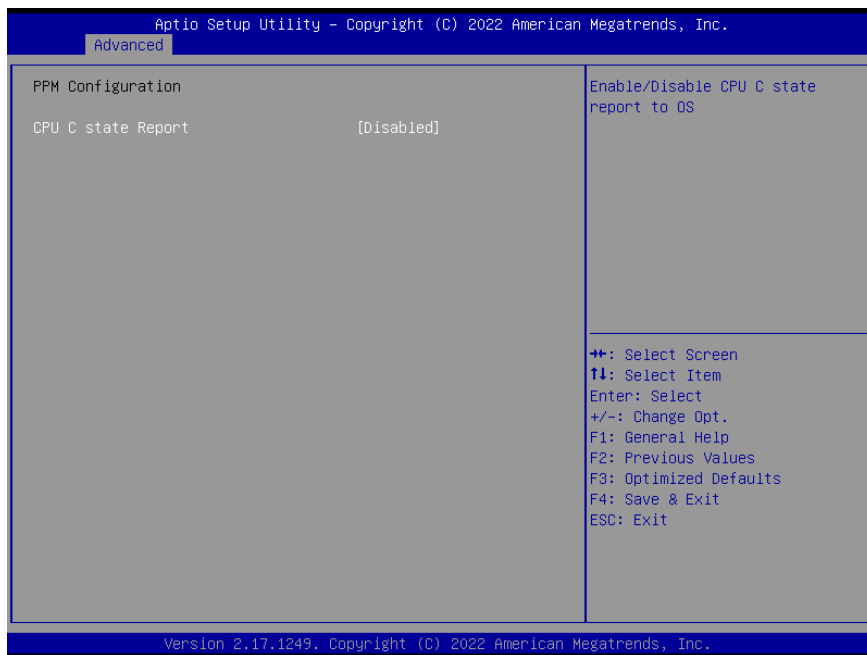 Aptio Setup Utility – Copyright (C) 2022 American Megatrends, Inc.
Advanced
PPM Configuration
CPU C state Report [Disabled]
Enable/Disable CPU C state
report to OS
→←: Select Screen
↑↓: Select Item
Enter: Select
+/-: Change Opt.
F1: General Help
F2: Previous Values
F3: Optimized Defaults
F4: Save & Exit
ESC: Exit
Version 2.17.1249. Copyright (C) 2022 American Megatrends, Inc.